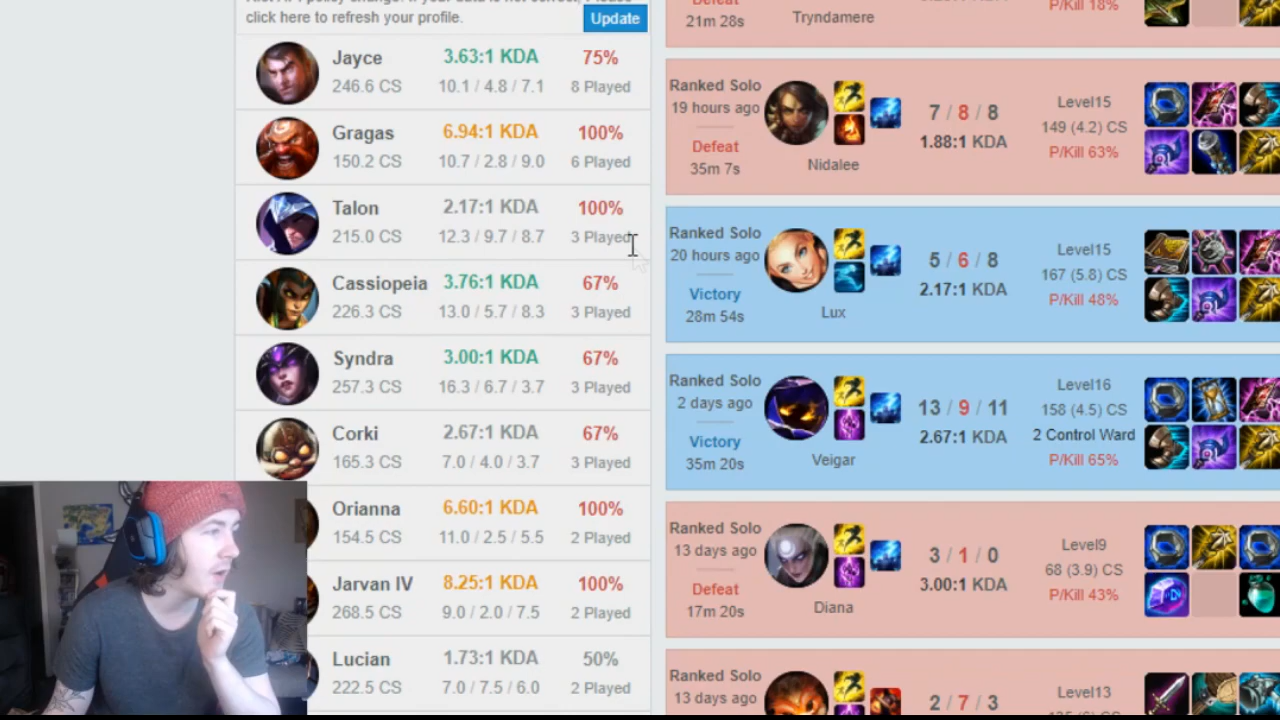 click here to refresh your profile.
Update
Jayce 3.63:1 KDA 75%
246.6 CS 10.1 / 4.8 / 7.1 8 Played
Gragas 6.94:1 KDA 100%
150.2 CS 10.7 / 2.8 / 9.0 6 Played
Talon 2.17:1 KDA 100%
215.0 CS 12.3 / 9.7 / 8.7 3 Played
Cassiopeia 3.76:1 KDA 67%
226.3 CS 13.0 / 5.7 / 8.3 3 Played
Syndra 3.00:1 KDA 67%
257.3 CS 16.3 / 6.7 / 3.7 3 Played
Corki 2.67:1 KDA 67%
165.3 CS 7.0 / 4.0 / 3.7 3 Played
Orianna 6.60:1 KDA 100%
154.5 CS 11.0 / 2.5 / 5.5 2 Played
Jarvan IV 8.25:1 KDA 100%
268.5 CS 9.0 / 2.0 / 7.5 2 Played
Lucian 1.73:1 KDA 50%
222.5 CS 7.0 / 7.5 / 6.0 2 Played
Defeat
21m 28s
Tryndamere
P/Kill 18%
Ranked Solo
19 hours ago
Defeat
35m 7s
Nidalee
7 / 8 / 8
1.88:1 KDA
Level15
149 (4.2) CS
P/Kill 63%
Ranked Solo
20 hours ago
Victory
28m 54s
Lux
5 / 6 / 8
2.17:1 KDA
Level15
167 (5.8) CS
P/Kill 48%
Ranked Solo
2 days ago
Victory
35m 20s
Veigar
13 / 9 / 11
2.67:1 KDA
Level16
158 (4.5) CS
2 Control Ward
P/Kill 65%
Ranked Solo
13 days ago
Defeat
17m 20s
Diana
3 / 1 / 0
3.00:1 KDA
Level9
68 (3.9) CS
P/Kill 43%
Ranked Solo
13 days ago
2 / 7 / 3
Level13